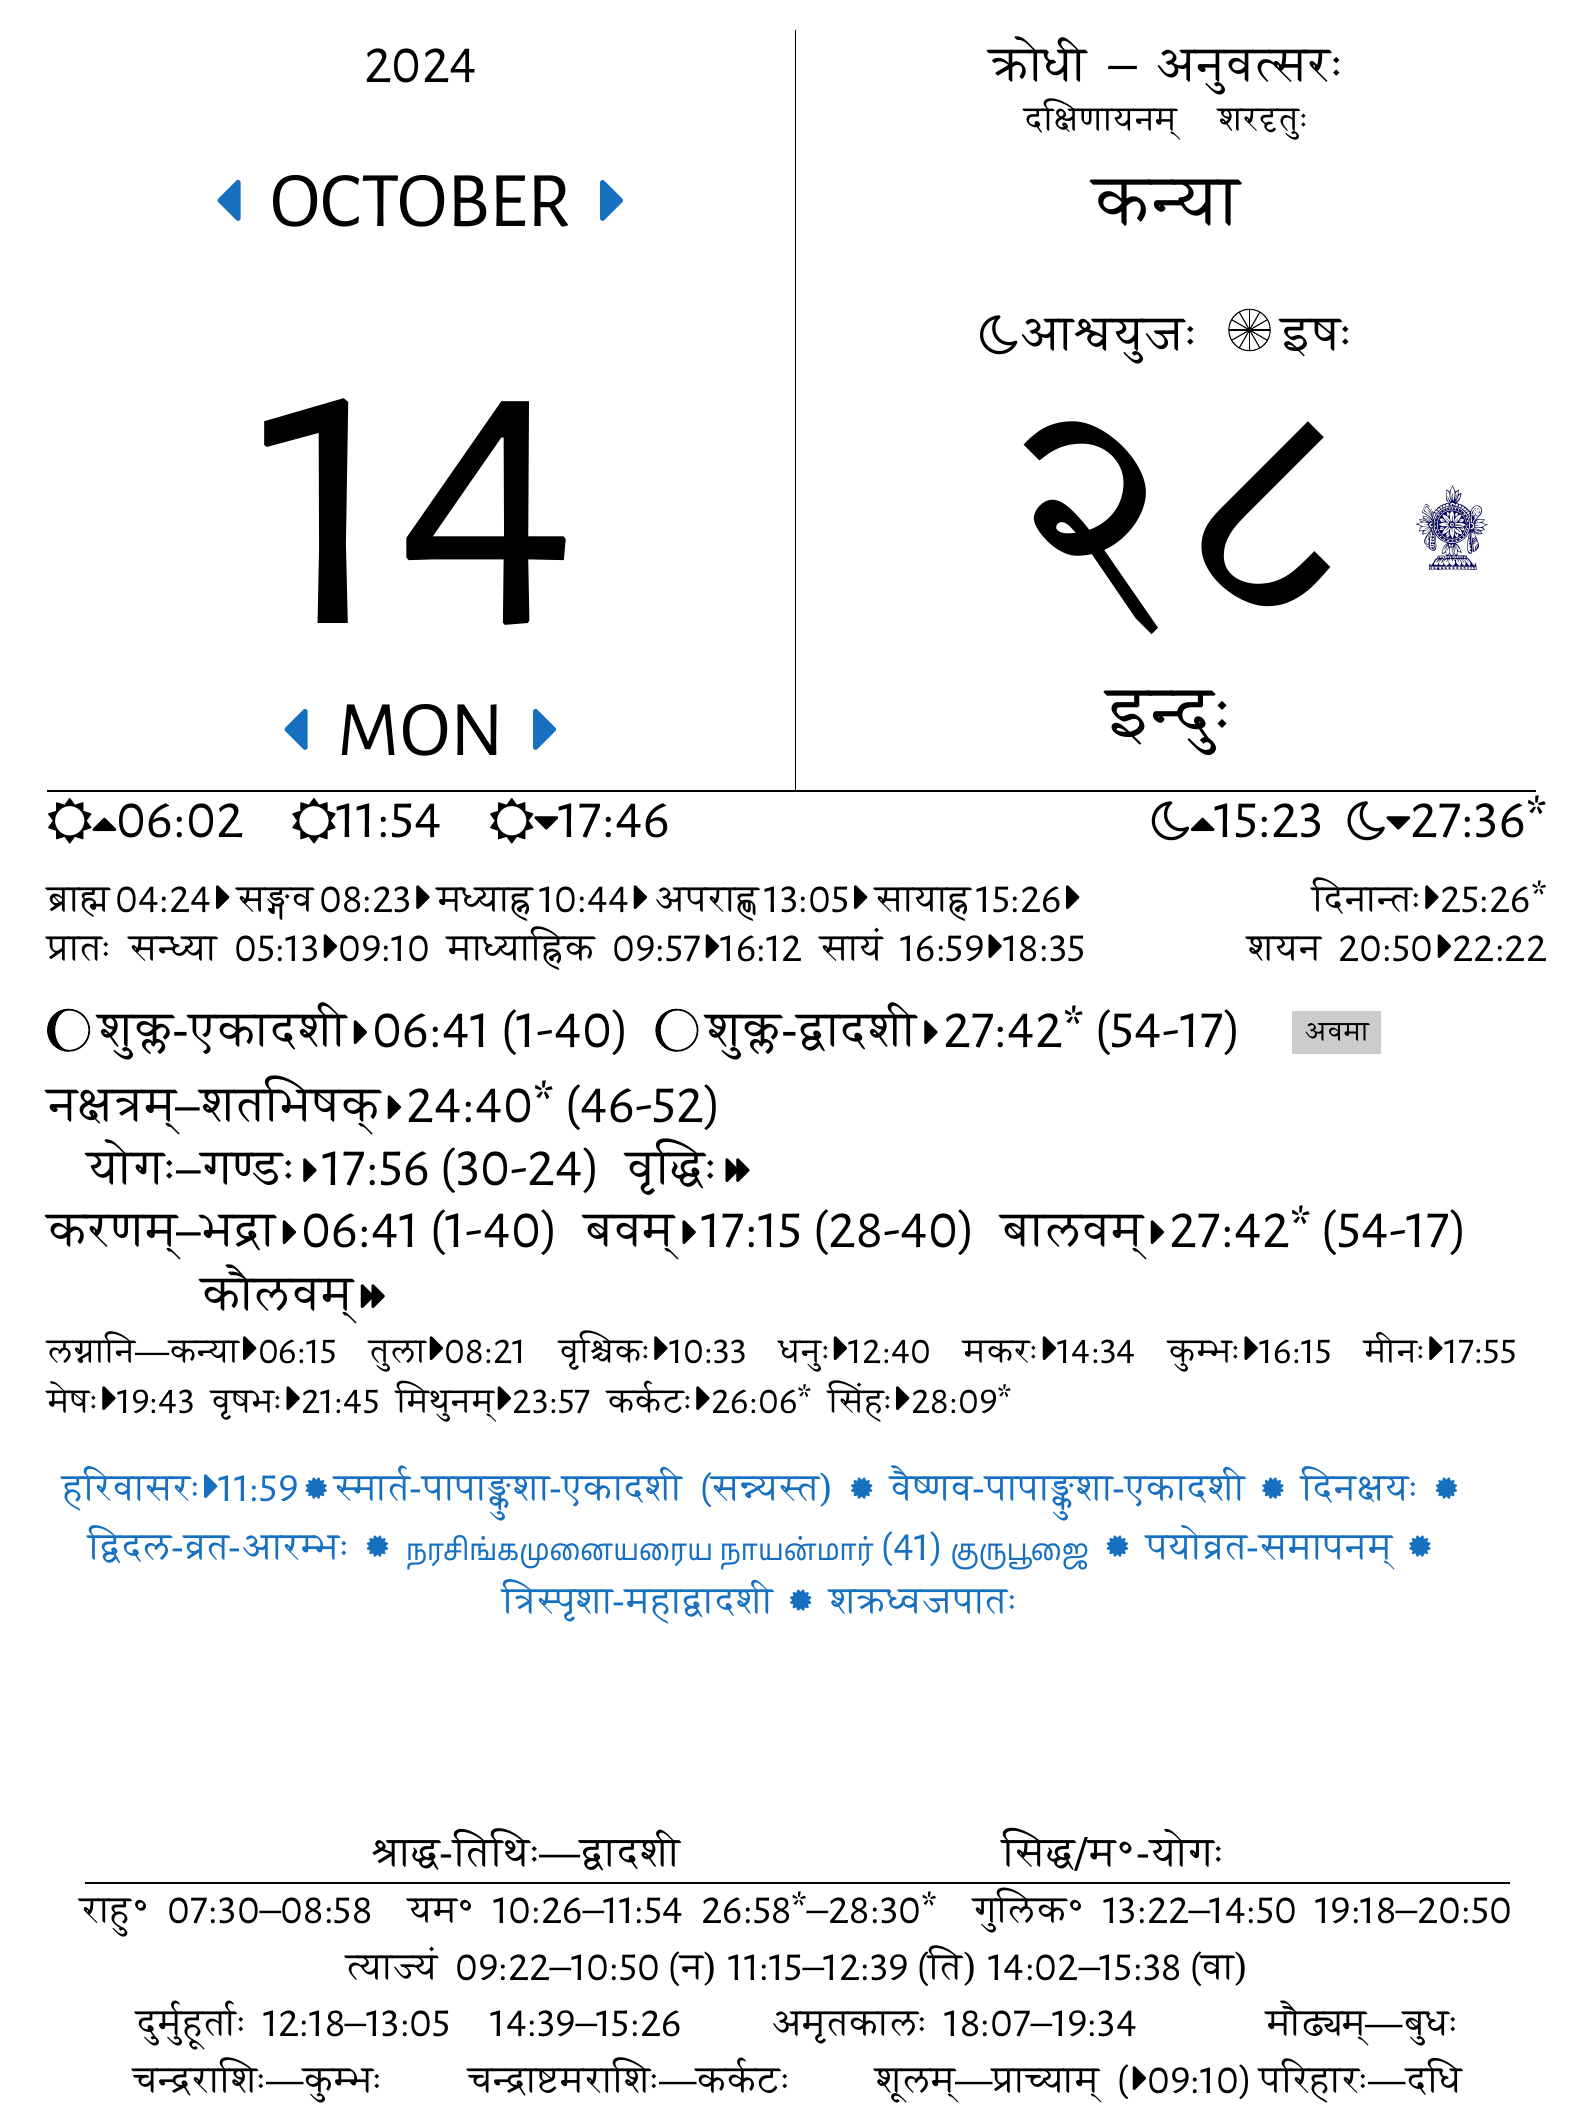 2024
OCTOBER
14
MON
क्रोधी – अनुवत्सरः
दक्षिणायनम् शरदृतुः
कन्या
आश्वयुजः इषः
२८
इन्दुः
06:02 11:54 17:46 15:23 27:36*
ब्राह्म 04:24 सङ्गव 08:23 मध्याह्न 10:44 अपराह्ण 13:05 सायाह्न 15:26 दिनान्तः 25:26*
प्रातः सन्ध्या 05:13 09:10 माध्याह्निक 09:57 16:12 सायं 16:59 18:35 शयन 20:50 22:22
शुक्ल-एकादशी 06:41 (1-40) शुक्ल-द्वादशी 27:42* (54-17) अवमा
नक्षत्रम्–शतभिषक् 24:40* (46-52)
योगः–गण्डः 17:56 (30-24) वृद्धिः
करणम्–भद्रा 06:41 (1-40) बवम् 17:15 (28-40) बालवम् 27:42* (54-17)
कौलवम्
लग्नानि—कन्या 06:15 तुला 08:21 वृश्चिकः 10:33 धनुः 12:40 मकरः 14:34 कुम्भः 16:15 मीनः 17:55
मेषः 19:43 वृषभः 21:45 मिथुनम् 23:57 कर्कटः 26:06* सिंहः 28:09*
हरिवासरः 11:59 स्मार्त-पापाङ्कुशा-एकादशी (सन्न्यस्त) वैष्णव-पापाङ्कुशा-एकादशी दिनक्षयः
द्विदल-व्रत-आरम्भः நரசிங்கமுனையரைய நாயன்மார் (41) குருபூஜை पयोव्रत-समापनम्
त्रिस्पृशा-महाद्वादशी शक्रध्वजपातः
श्राद्ध-तिथिः—द्वादशी सिद्ध/म॰-योगः
राहु॰ 07:30–08:58 यम॰ 10:26–11:54 26:58*–28:30* गुलिक॰ 13:22–14:50 19:18–20:50
त्याज्यं 09:22–10:50 (न) 11:15–12:39 (ति) 14:02–15:38 (वा)
दुर्मुहूर्ताः 12:18–13:05 14:39–15:26 अमृतकालः 18:07–19:34 मौढ्यम्—बुधः
चन्द्रराशिः—कुम्भः चन्द्राष्टमराशिः—कर्कटः शूलम्—प्राच्याम् (09:10) परिहारः—दधि